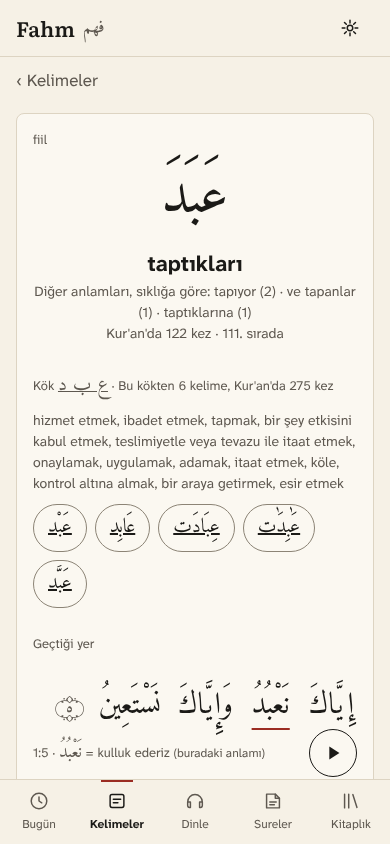 Fahm فهم
‹ Kelimeler
fiil
عَبَدَ
taptıkları
Diğer anlamları, sıklığa göre: tapıyor (2) · ve tapanlar
(1) · taptıklarına (1)
Kur'an'da 122 kez · 111. sırada
Kök ع ب د · Bu kökten 6 kelime, Kur'an'da 275 kez
hizmet etmek, ibadet etmek, tapmak, bir şey etkisini
kabul etmek, teslimiyetle veya tevazu ile itaat etmek,
onaylamak, uygulamak, adamak, itaat etmek, köle,
kontrol altına almak, bir araya getirmek, esir etmek
عَبْد عَابِد عِبَادَت عَٰبِدَٰت
عَبَّد
Geçtiği yer
إِيَّاكَ نَعْبُدُ وَإِيَّاكَ نَسْتَعِينُ ٥
1:5 · نَعْبُدُ = kulluk ederiz (buradaki anlamı)
Bugün Kelimeler Dinle Sureler Kitaplık